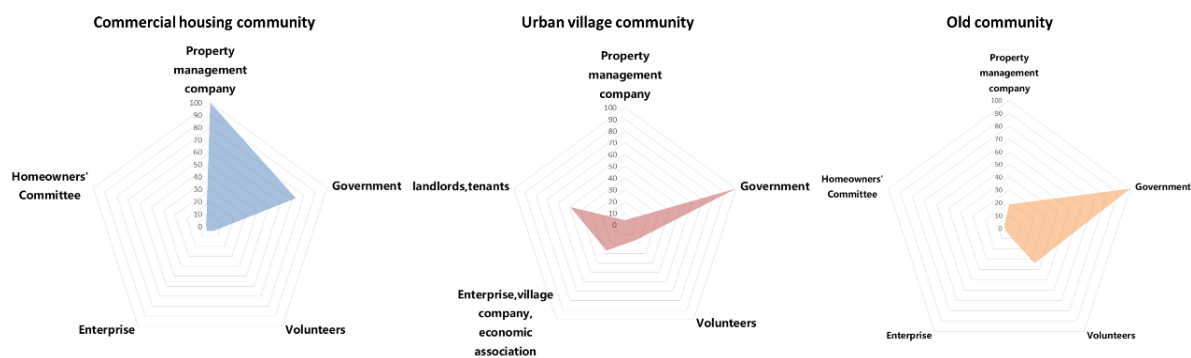 Commercial housing community
Property
management
company
100
90
80
70
60
50
40
30
20
10
0
Homeowners'
Committee
Government
Enterprise
Volunteers
Urban village community
Property
management
company
100
90
80
70
60
50
40
30
20
10
0
landlords,tenants
Government
Enterprise,village
company,
economic
association
Volunteers
Old community
Property
management
company
100
90
80
70
60
50
40
30
20
10
0
Homeowners'
Committee
Government
Enterprise
Volunteers